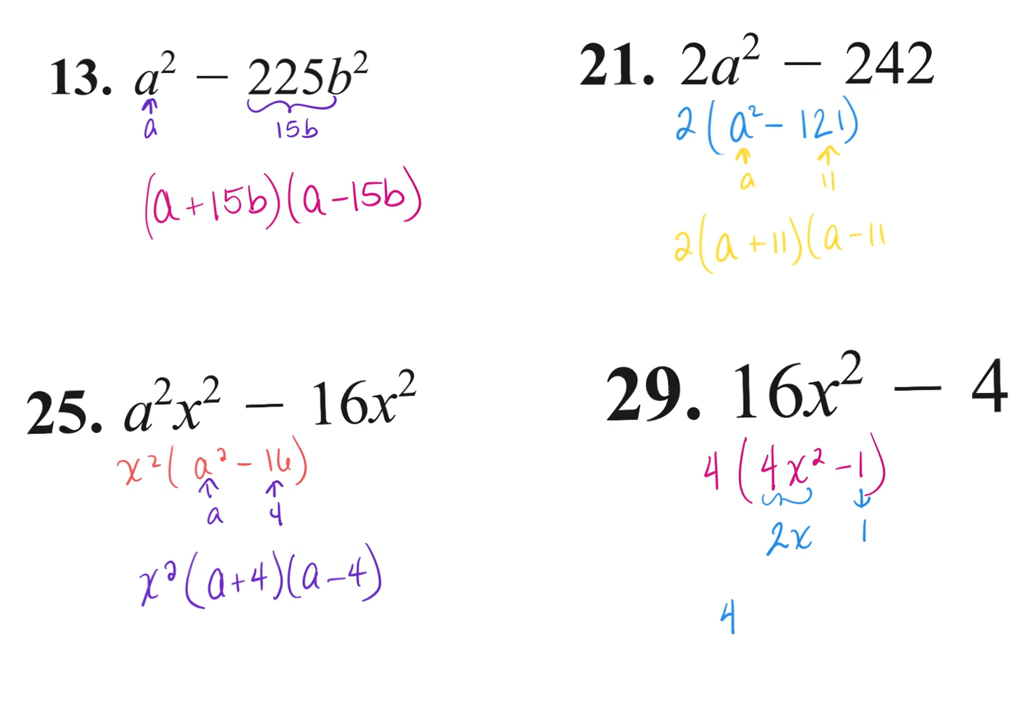 13. a² − 225b²
a 15b
(a+15b)(a-15b)
21. 2a² − 242
2(a²- 121)
a 11
2(a+11)(a-11
25. a²x² − 16x²
x²(a²- 16)
a 4
x²(a+4)(a-4)
29. 16x² − 4
4(4x²-1)
2x 1
4